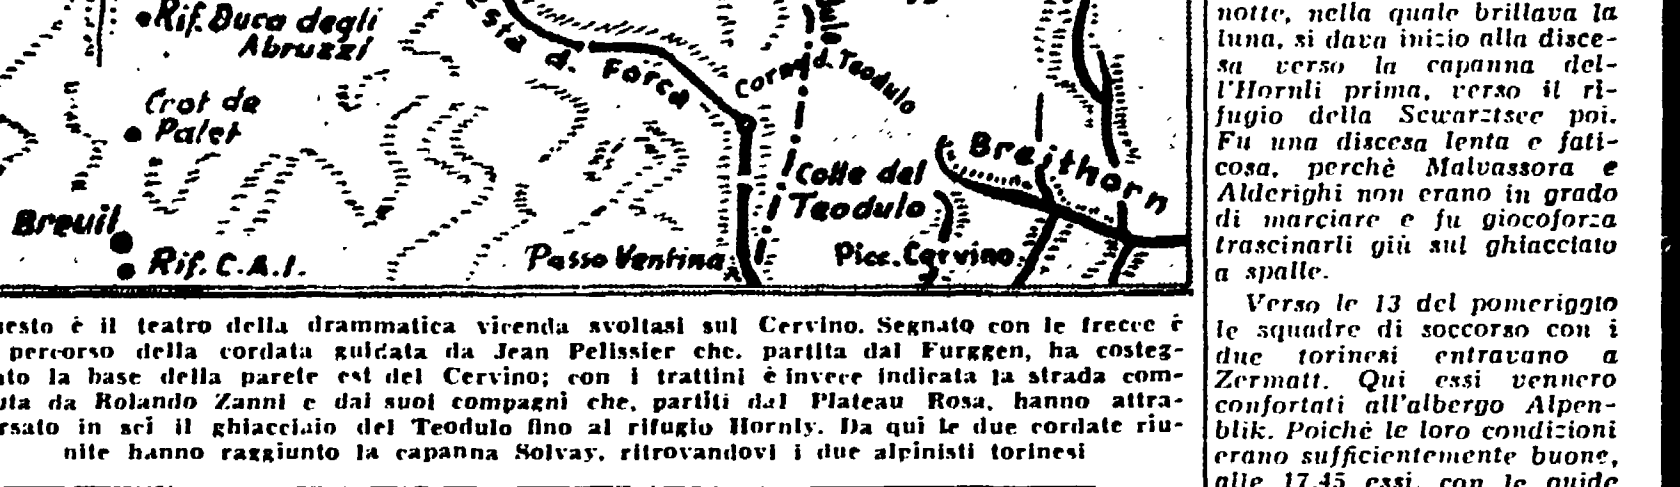 Rif. Duca degli
Abruzzi
Crot de
Palet
Breuil
Rif. C.A.I.
sta d. Forca
Corno d. Teodulo
Colle del
Teodulo
Passo Ventina
Breithorn
Picc. Cervino
esto è il teatro della drammatica vicenda svoltasi sul Cervino. Segnato con le frecce è
percorso della cordata guidata da Jean Pelissier che, partita dal Furggen, ha costeg-
to la base della parete est del Cervino; con i trattini è invece indicata la strada com-
uta da Rolando Zanni e dai suoi compagni che, partiti dal Plateau Rosa, hanno attra-
rsato in sci il ghiacciaio del Teodulo fino al rifugio Hornly. Da qui le due cordate riu-
nite hanno raggiunto la capanna Solvay, ritrovandovi i due alpinisti torinesi
notte, nella quale brillava la
luna, si dava inizio alla disce-
sa verso la capanna del-
l'Hornli prima, verso il ri-
fugio della Scwarztsee poi.
Fu una discesa lenta e fati-
cosa, perchè Malvassora e
Alderighi non erano in grado
di marciare e fu giocoforza
trascinarli giù sul ghiacciato
a spalle.
Verso le 13 del pomeriggio
le squadre di soccorso con i
due torinesi entravano a
Zermatt. Qui essi vennero
confortati all'albergo Alpen-
blik. Poichè le loro condizioni
erano sufficientemente buone,
alle 17,45 essi, con le guide